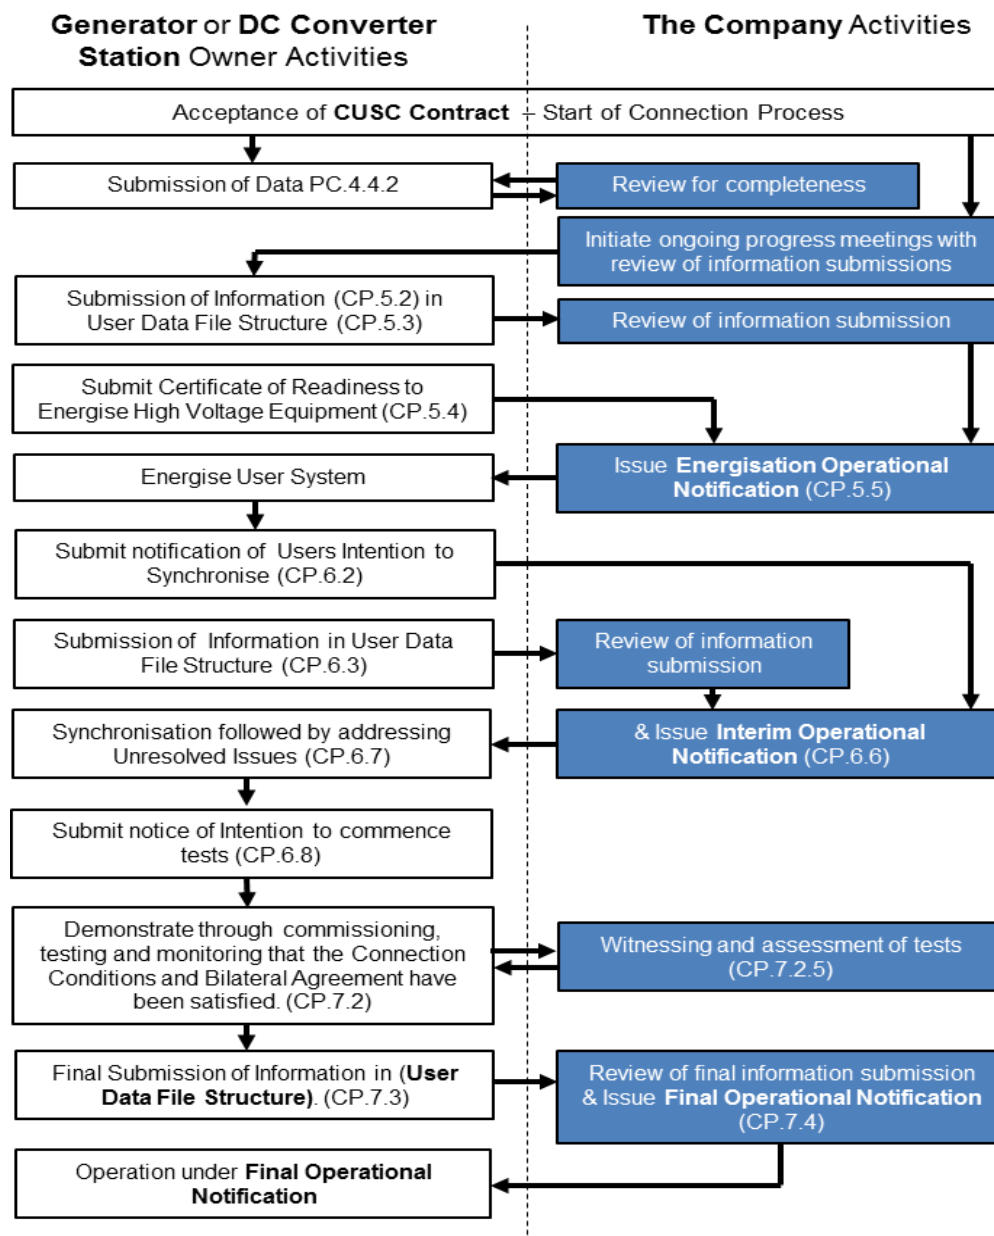 Generator or DC Converter
Station Owner Activities
The Company Activities
Acceptance of CUSC Contract – Start of Connection Process
Submission of Data PC.4.4.2
Review for completeness
Initiate ongoing progress meetings with
review of information submissions
Submission of Information (CP.5.2) in
User Data File Structure (CP.5.3)
Review of information submission
Submit Certificate of Readiness to
Energise High Voltage Equipment (CP.5.4)
Issue Energisation Operational
Notification (CP.5.5)
Energise User System
Submit notification of Users Intention to
Synchronise (CP.6.2)
Submission of Information in User Data
File Structure (CP.6.3)
Review of information
submission
& Issue Interim Operational
Notification (CP.6.6)
Synchronisation followed by addressing
Unresolved Issues (CP.6.7)
Submit notice of Intention to commence
tests (CP.6.8)
Demonstrate through commissioning,
testing and monitoring that the Connection
Conditions and Bilateral Agreement have
been satisfied. (CP.7.2)
Witnessing and assessment of tests
(CP.7.2.5)
Final Submission of Information in (User
Data File Structure). (CP.7.3)
Review of final information submission
& Issue Final Operational Notification
(CP.7.4)
Operation under Final Operational
Notification